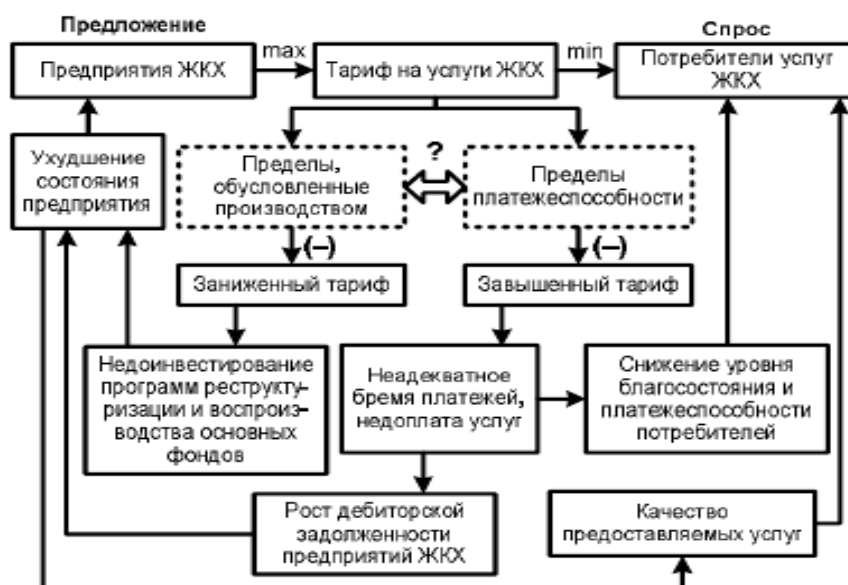 Предложение
Спрос
Предприятия ЖКХ
max
Тариф на услуги ЖКХ
min
Потребители услуг
ЖКХ
Ухудшение
состояния
предприятия
Пределы,
обусловленные
производством
?
Пределы
платежеспособности
(–)
(–)
Заниженный тариф
Завышенный тариф
Недоинвестирование
программ реструкту-
ризации и воспроиз-
водства основных
фондов
Неадекватное
бремя платежей,
недоплата услуг
Снижение уровня
благосостояния и
платежеспособности
потребителей
Рост дебиторской
задолженности
предприятий ЖКХ
Качество
предоставляемых услуг